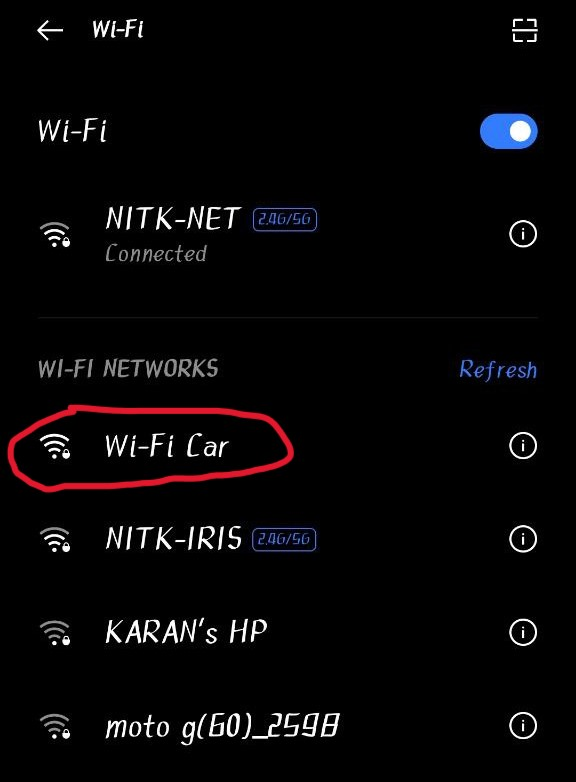 Wi-Fi
Wi-Fi
NITK-NET 2.4G/5G
Connected
WI-FI NETWORKS Refresh
Wi-Fi Car
NITK-IRIS 2.4G/5G
KARAN's HP
moto g(60)_2598